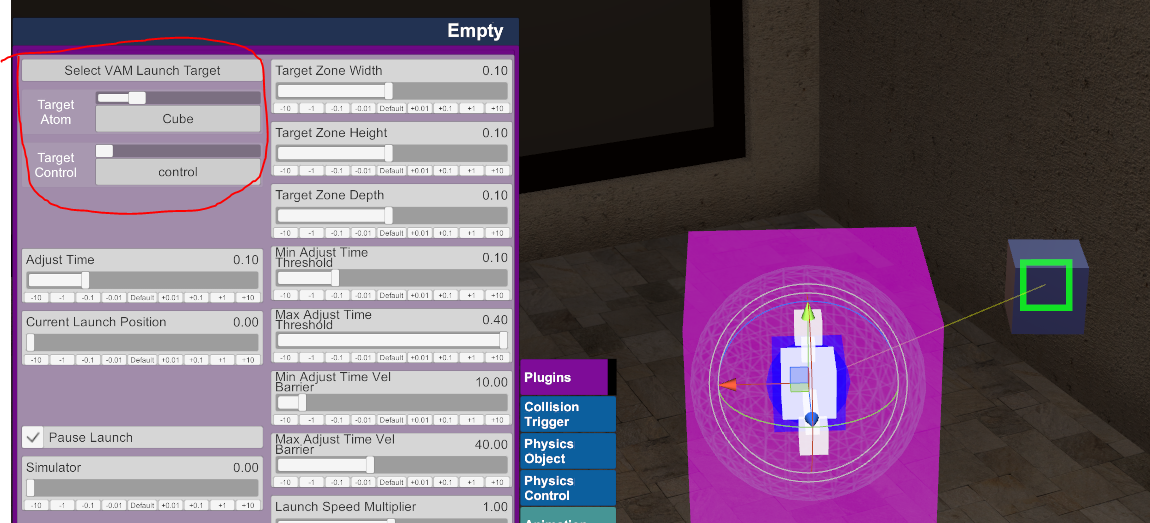 Empty
Select VAM Launch Target
Target Atom
Cube
Target Control
control
Adjust Time 0.10
-10 -1 -0.1 -0.01 Default +0.01 +0.1 +1 +10
Current Launch Position 0.00
-10 -1 -0.1 -0.01 Default +0.01 +0.1 +1 +10
Pause Launch
Simulator 0.00
-10 -1 -0.1 -0.01 Default +0.01 +0.1 +1 +10
Target Zone Width 0.10
-10 -1 -0.1 -0.01 Default +0.01 +0.1 +1 +10
Target Zone Height 0.10
-10 -1 -0.1 -0.01 Default +0.01 +0.1 +1 +10
Target Zone Depth 0.10
-10 -1 -0.1 -0.01 Default +0.01 +0.1 +1 +10
Min Adjust Time
Threshold 0.10
-10 -1 -0.1 -0.01 Default +0.01 +0.1 +1 +10
Max Adjust Time
Threshold 0.40
-10 -1 -0.1 -0.01 Default +0.01 +0.1 +1 +10
Min Adjust Time Vel
Barrier 10.00
-10 -1 -0.1 -0.01 Default +0.01 +0.1 +1 +10
Max Adjust Time Vel
Barrier 40.00
-10 -1 -0.1 -0.01 Default +0.01 +0.1 +1 +10
Launch Speed Multiplier 1.00
Plugins
Collision
Trigger
Physics
Object
Physics
Control